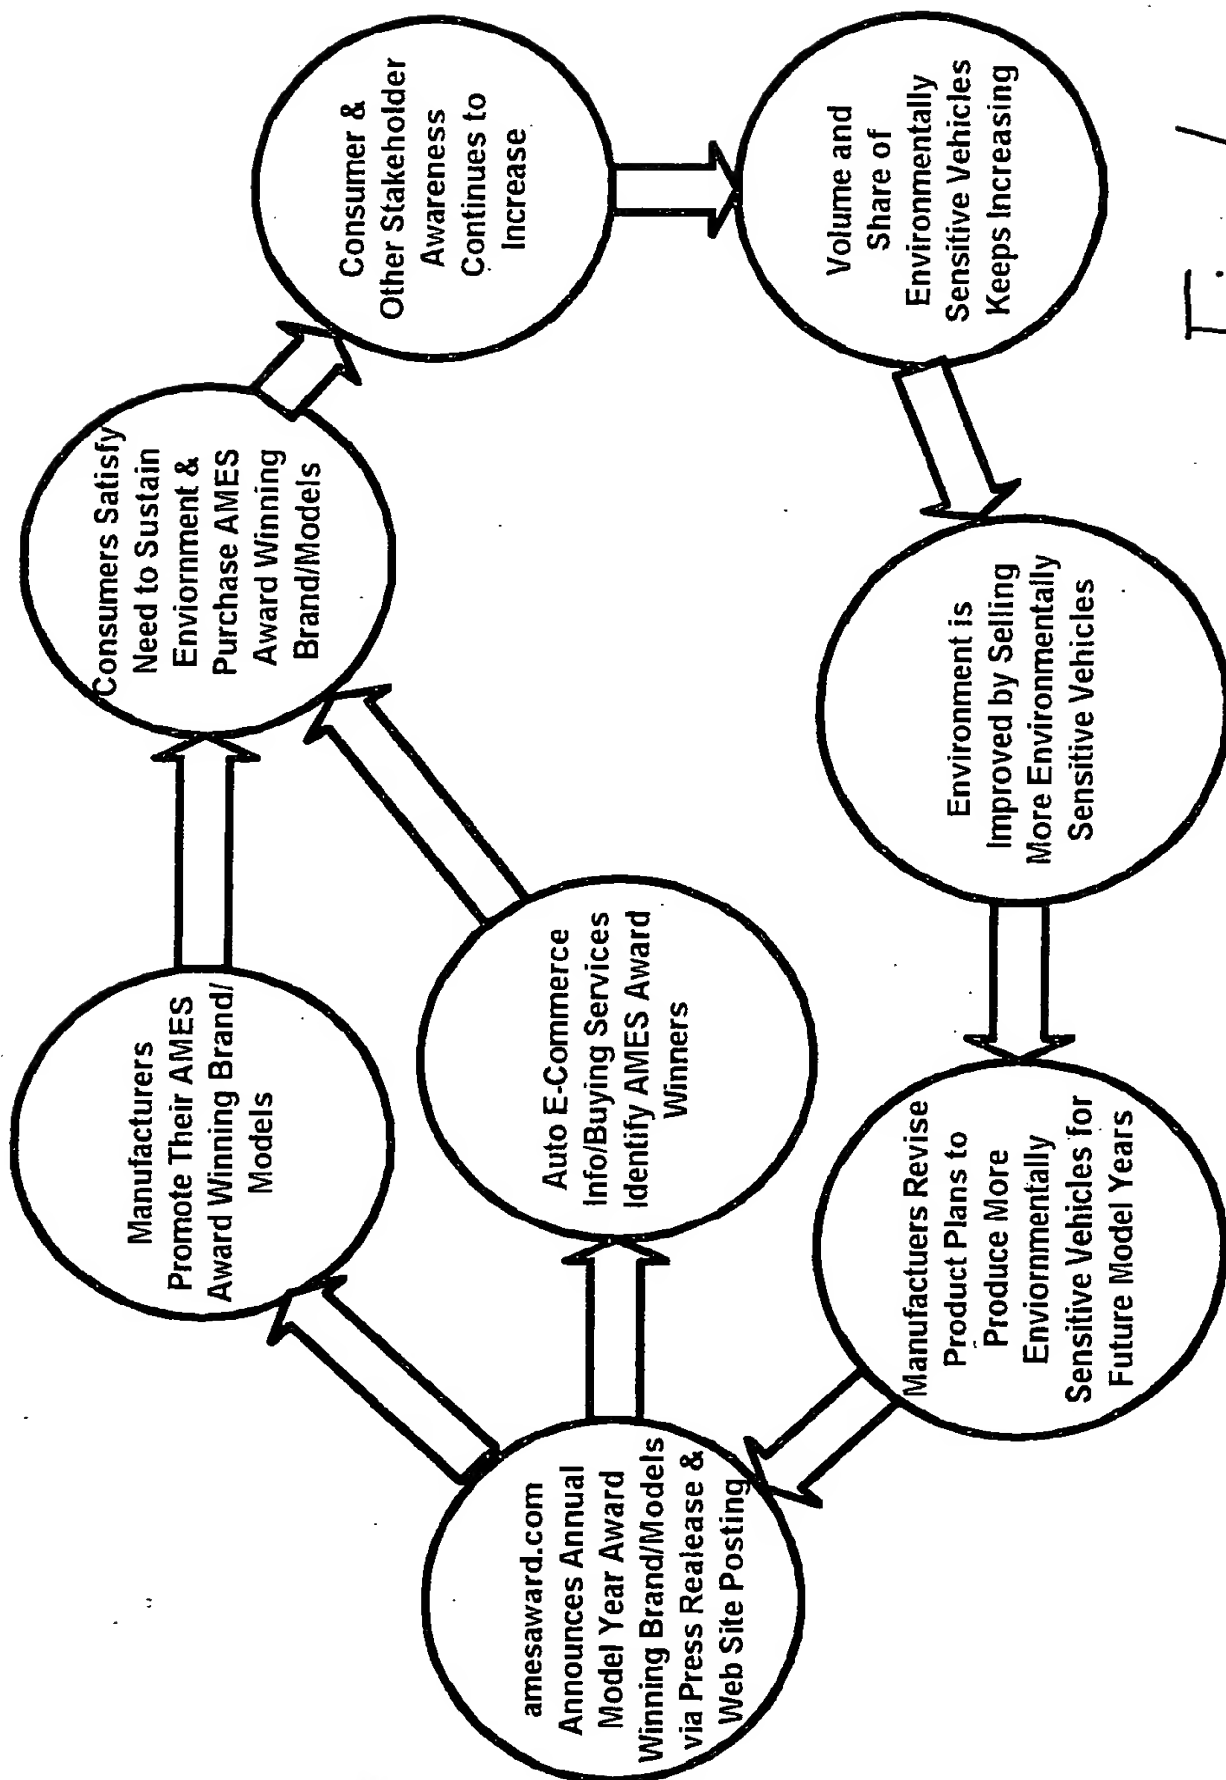 amesaward.com
Announces Annual
Model Year Award
Winning Brand/Models
via Press Realease &
Web Site Posting
Manufacturers
Promote Their AMES
Award Winning Brand/
Models
Auto E-Commerce
Info/Buying Services
Identify AMES Award
Winners
Consumers Satisfy
Need to Sustain
Enviornment &
Purchase AMES
Award Winning
Brand/Models
Consumer &
Other Stakeholder
Awareness
Continues to
Increase
Volume and
Share of
Environmentally
Sensitive Vehicles
Keeps Increasing
Environment is
Improved by Selling
More Environmentally
Sensitive Vehicles
Manufactuers Revise
Product Plans to
Produce More
Enviornmentally
Sensitive Vehicles for
Future Model Years